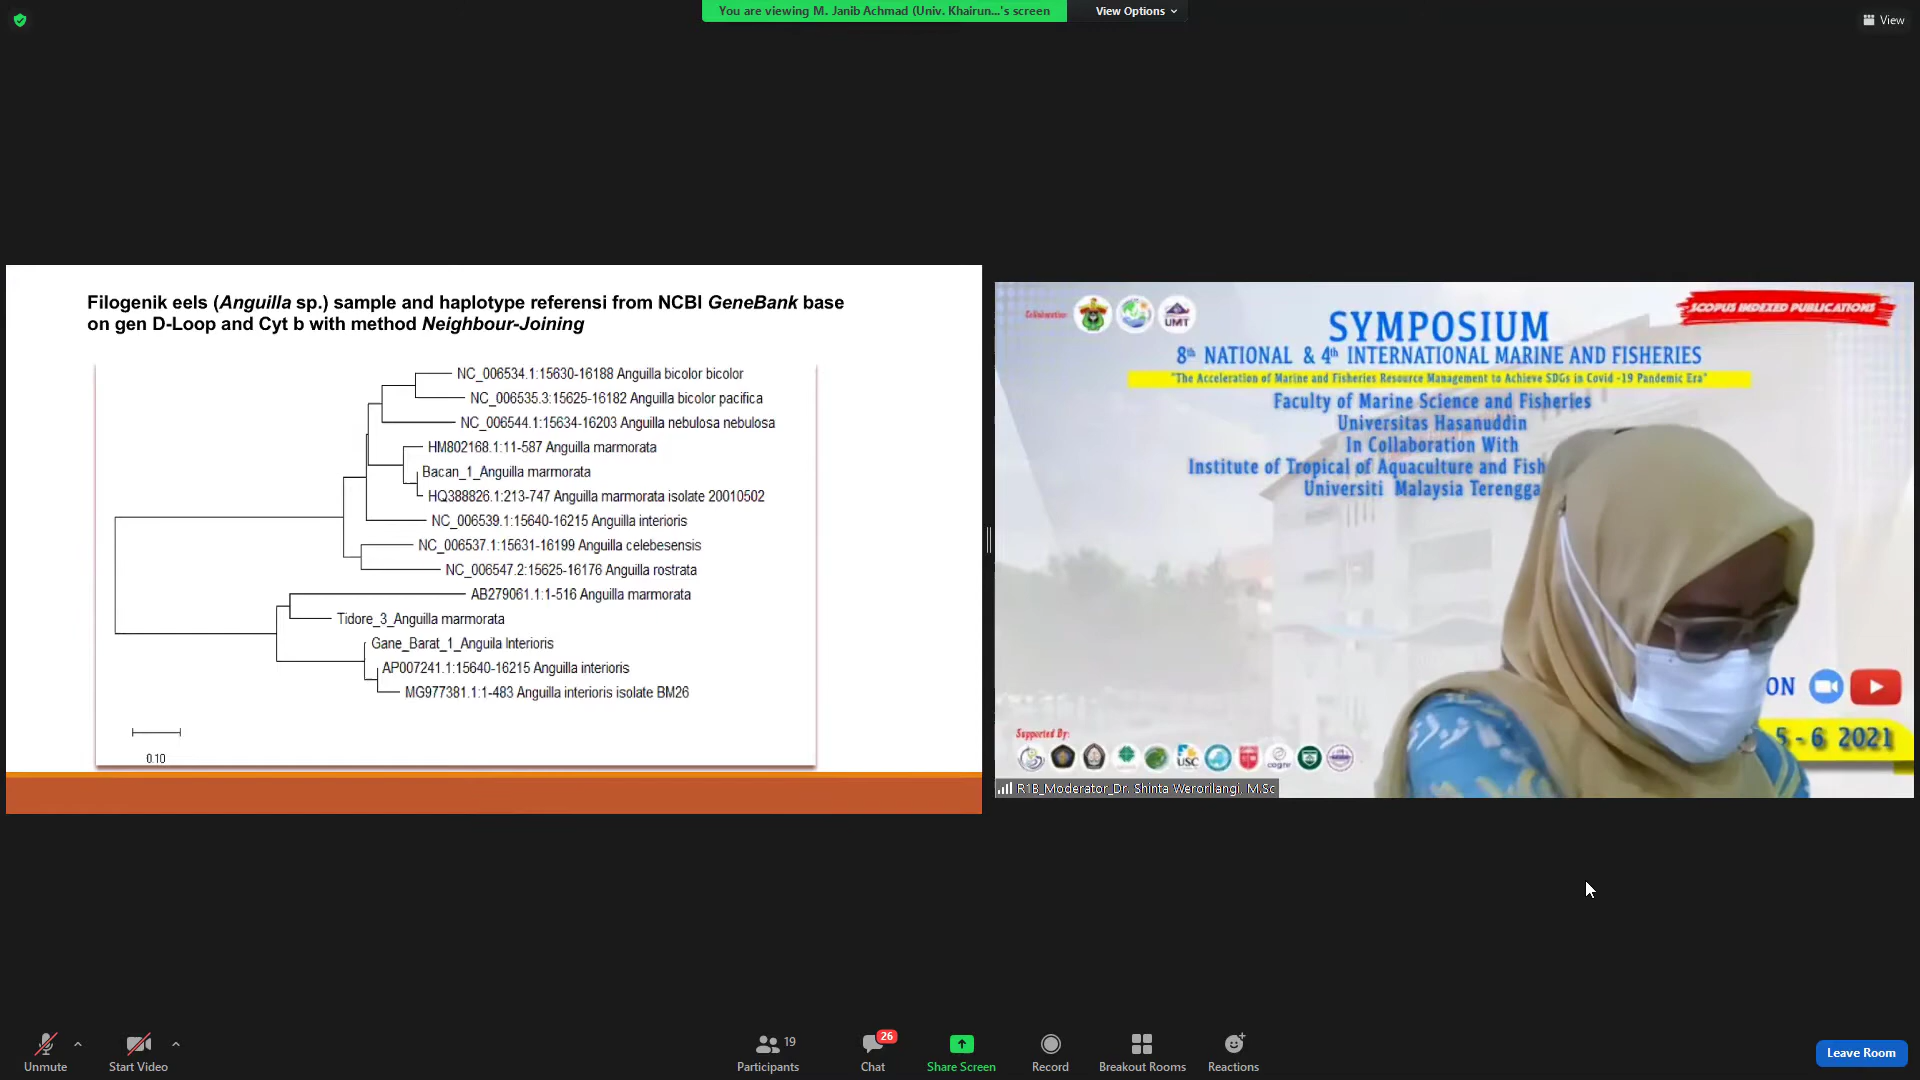 You are viewing M. Janib Achmad (Univ. Khairun...'s screen
View Options
View
Filogenik eels (Anguilla sp.) sample and haplotype referensi from NCBI GeneBank base
on gen D-Loop and Cyt b with method Neighbour-Joining
NC_006534.1:15630-16188 Anguilla bicolor bicolor
NC_006535.3:15625-16182 Anguilla bicolor pacifica
NC_006544.1:15634-16203 Anguilla nebulosa nebulosa
HM802168.1:11-587 Anguilla marmorata
Bacan_1_Anguilla marmorata
HQ388826.1:213-747 Anguilla marmorata isolate 20010502
NC_006539.1:15640-16215 Anguilla interioris
NC_006537.1:15631-16199 Anguilla celebesensis
NC_006547.2:15625-16176 Anguilla rostrata
AB279061.1:1-516 Anguilla marmorata
Tidore_3_Anguilla marmorata
Gane_Barat_1_Anguila Interioris
AP007241.1:15640-16215 Anguilla interioris
MG977381.1:1-483 Anguilla interioris isolate BM26
0.10
Collaboration
UMT
SCOPUS INDEXED PUBLICATIONS
SYMPOSIUM
8th NATIONAL & 4th INTERNATIONAL MARINE AND FISHERIES
"The Acceleration of Marine and Fisheries Resource Management to Achieve SDGs in Covid -19 Pandemic Era"
Faculty of Marine Science and Fisheries
Universitas Hasanuddin
In Collaboration With
Institute of Tropical of Aquaculture and Fish
Universiti Malaysia Terengga
ON
5 - 6 2021
Supported By:
USC
R1B_Moderator_Dr. Shinta Werorilangi, M.Sc
Unmute
Start Video
19
Participants
26
Chat
Share Screen
Record
Breakout Rooms
Reactions
Leave Room